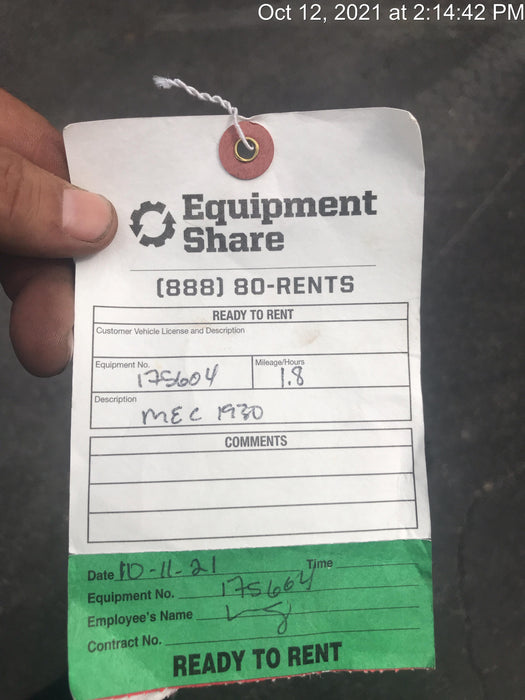 Oct 12, 2021 at 2:14:42 PM
Equipment
Share
(888) 80-RENTS
READY TO RENT
Customer Vehicle License and Description
Equipment No. 175604 Mileage/Hours 1.8
Description MEC 1930
COMMENTS
Date 10-11-21 Time
Equipment No. 175604
Employee's Name
Contract No.
READY TO RENT